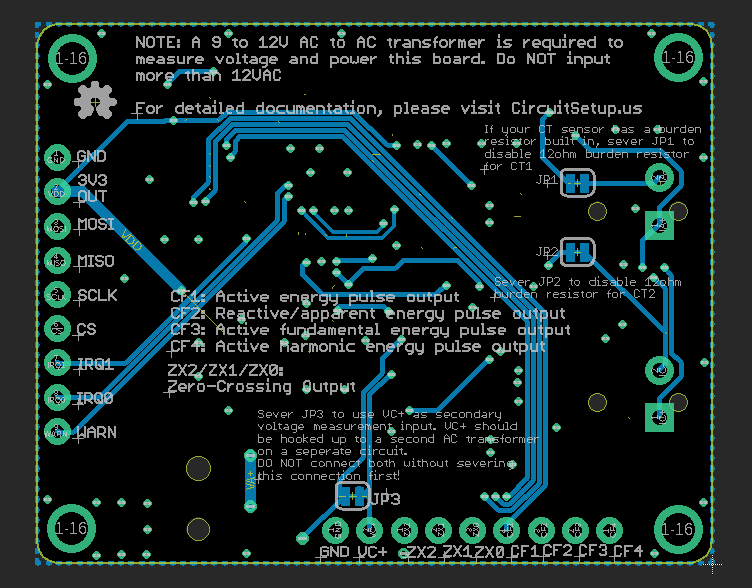 NOTE: A 9 to 12V AC to AC transformer is required to
measure voltage and power this board. Do NOT input
more than 12VAC
1-16
1-16
For detailed documentation, please visit CircuitSetup.us
If your CT sensor has a burden
resistor built in, sever JP1 to
disable 12ohm burden resistor
for CT1
GND
GND
3V3
OUT
VDD
JP1
MOSI
MOSI
VDD
JP2
MISO
MISO
Sever JP2 to disable 12ohm
burden resistor for CT2
SCLK
CF1: Active energy pulse output
CF2: Reactive/apparent energy pulse output
CS
CF3: Active fundamental energy pulse output
CF4: Active Harmonic energy pulse output
IRQ1
IRQ1
ZX2/ZX1/ZX0:
Zero-Crossing Output
IRQ0
WARN
WARN
Sever JP3 to use VC+ as secondary
voltage measurement input. VC+ should
be hooked up to a second AC transformer
on a seperate circuit.
DO NOT connect both without severing
this connection first!
VA+
JP3
1-16
1-16
GND VC+ ZX2 ZX1 ZX0 CF1 CF2 CF3 CF4